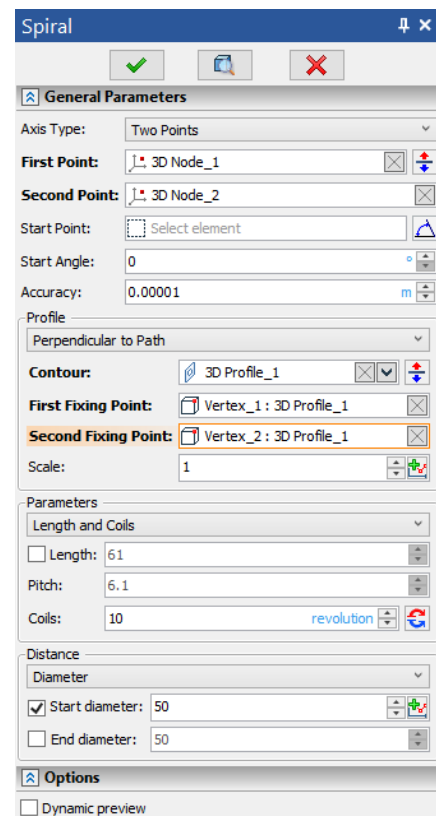 Spiral
General Parameters
Axis Type: Two Points
First Point: 3D Node_1
Second Point: 3D Node_2
Start Point: Select element
Start Angle: 0 °
Accuracy: 0.00001 m
Profile
Perpendicular to Path
Contour: 3D Profile_1
First Fixing Point: Vertex_1 : 3D Profile_1
Second Fixing Point: Vertex_2 : 3D Profile_1
Scale: 1
Parameters
Length and Coils
Length: 61
Pitch: 6.1
Coils: 10 revolution
Distance
Diameter
Start diameter: 50
End diameter: 50
Options
Dynamic preview